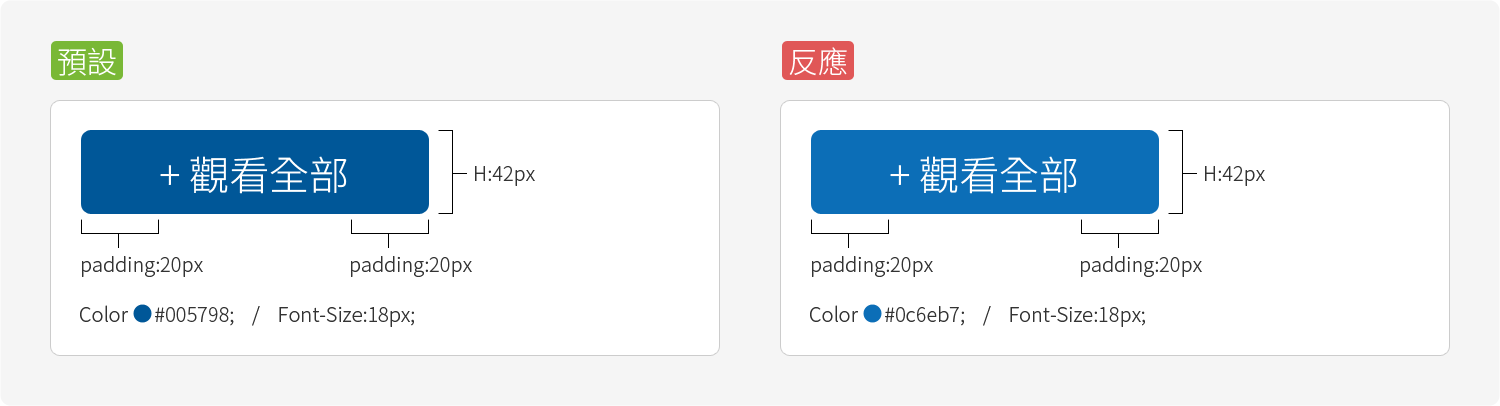 預設
+ 觀看全部
H:42px
padding:20px
padding:20px
Color #005798; / Font-Size:18px;
反應
+ 觀看全部
H:42px
padding:20px
padding:20px
Color #0c6eb7; / Font-Size:18px;